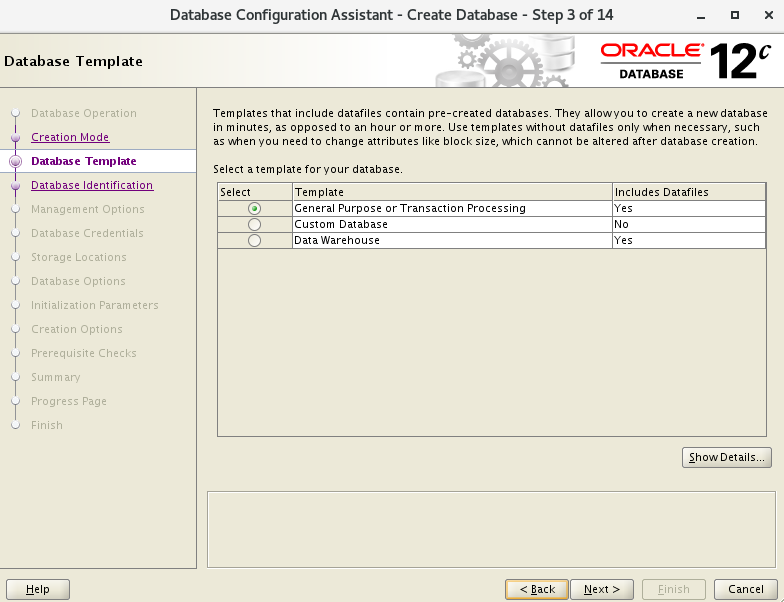 Database Configuration Assistant - Create Database - Step 3 of 14
Database Template
ORACLE
DATABASE
12c
Database Operation
Creation Mode
Database Template
Database Identification
Management Options
Database Credentials
Storage Locations
Database Options
Initialization Parameters
Creation Options
Prerequisite Checks
Summary
Progress Page
Finish
Templates that include datafiles contain pre-created databases. They allow you to create a new database
in minutes, as opposed to an hour or more. Use templates without datafiles only when necessary, such
as when you need to change attributes like block size, which cannot be altered after database creation.
Select a template for your database.
Select Template Includes Datafiles
General Purpose or Transaction Processing Yes
Custom Database No
Data Warehouse Yes
Show Details...
Help
< Back
Next >
Finish
Cancel